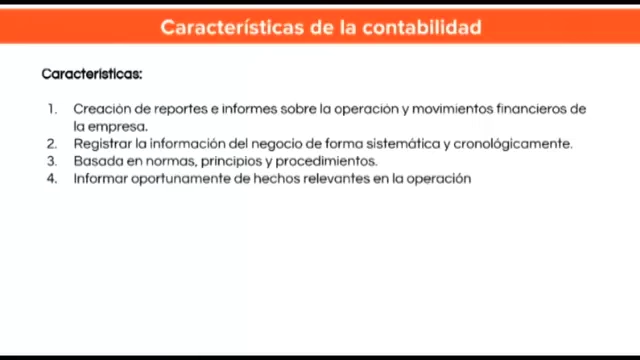 Características de la contabilidad
Características:
1. Creación de reportes e informes sobre la operación y movimientos financieros de
la empresa.
2. Registrar la información del negocio de forma sistemática y cronológicamente.
3. Basada en normas, principios y procedimientos.
4. Informar oportunamente de hechos relevantes en la operación